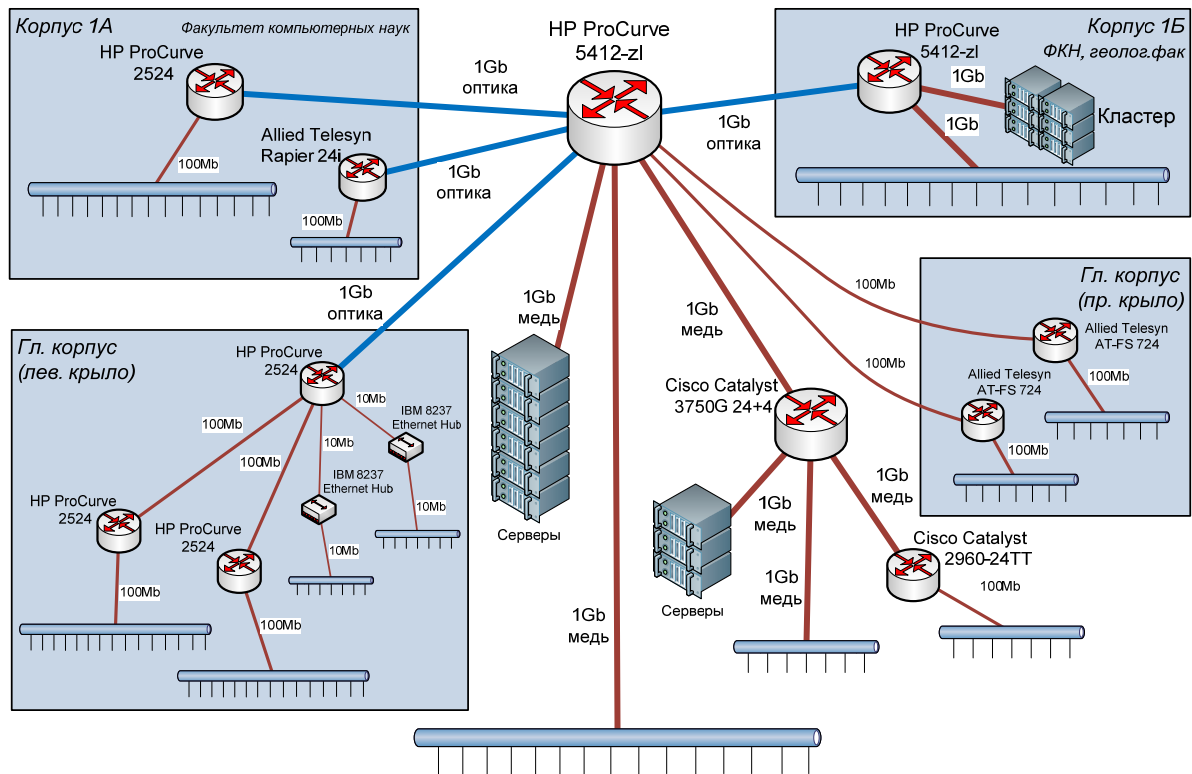 Корпус 1А
Факультет компьютерных наук
HP ProCurve
2524
100Mb
Allied Telesyn
Rapier 24i
100Mb
1Gb
оптика
1Gb
оптика
1Gb
оптика
HP ProCurve
5412-zl
1Gb
оптика
Корпус 1Б
ФКН, геолог.фак
HP ProCurve
5412-zl
1Gb
1Gb
Кластер
Гл. корпус
(лев. крыло)
HP ProCurve
2524
100Mb
100Mb
10Mb
10Mb
IBM 8237
Ethernet Hub
IBM 8237
Ethernet Hub
10Mb
10Mb
HP ProCurve
2524
HP ProCurve
2524
100Mb
100Mb
1Gb
медь
Серверы
1Gb
медь
1Gb
медь
Cisco Catalyst
3750G 24+4
1Gb
медь
Серверы
1Gb
медь
1Gb
медь
Cisco Catalyst
2960-24TT
100Mb
100Mb
100Mb
Гл. корпус
(пр. крыло)
Allied Telesyn
AT-FS 724
100Mb
Allied Telesyn
AT-FS 724
100Mb